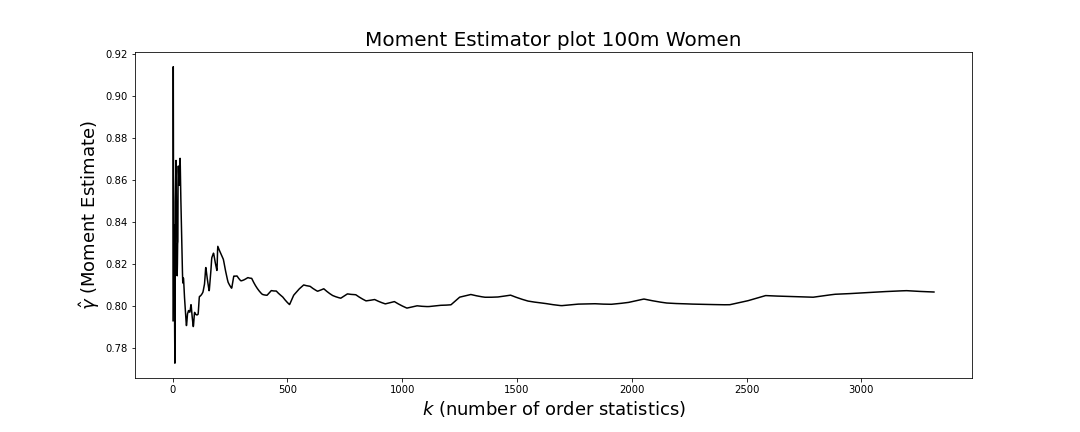 Moment Estimator plot 100m Women
γ̂ (Moment Estimate)
0.92
0.90
0.88
0.86
0.84
0.82
0.80
0.78
0 500 1000 1500 2000 2500 3000
k (number of order statistics)